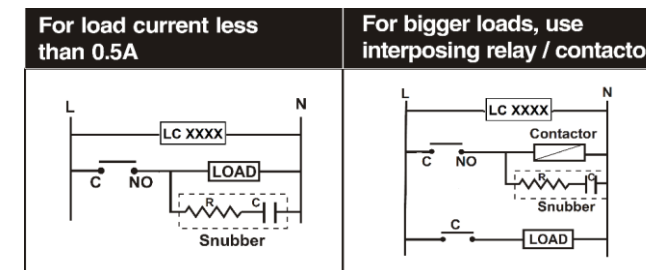 For load current less
than 0.5A
For bigger loads, use
interposing relay / contacto
L
N
LC XXXX
C
NO
LOAD
R
C
Snubber
L
N
LC XXXX
Contactor
C
NO
R
C
Snubber
C
LOAD